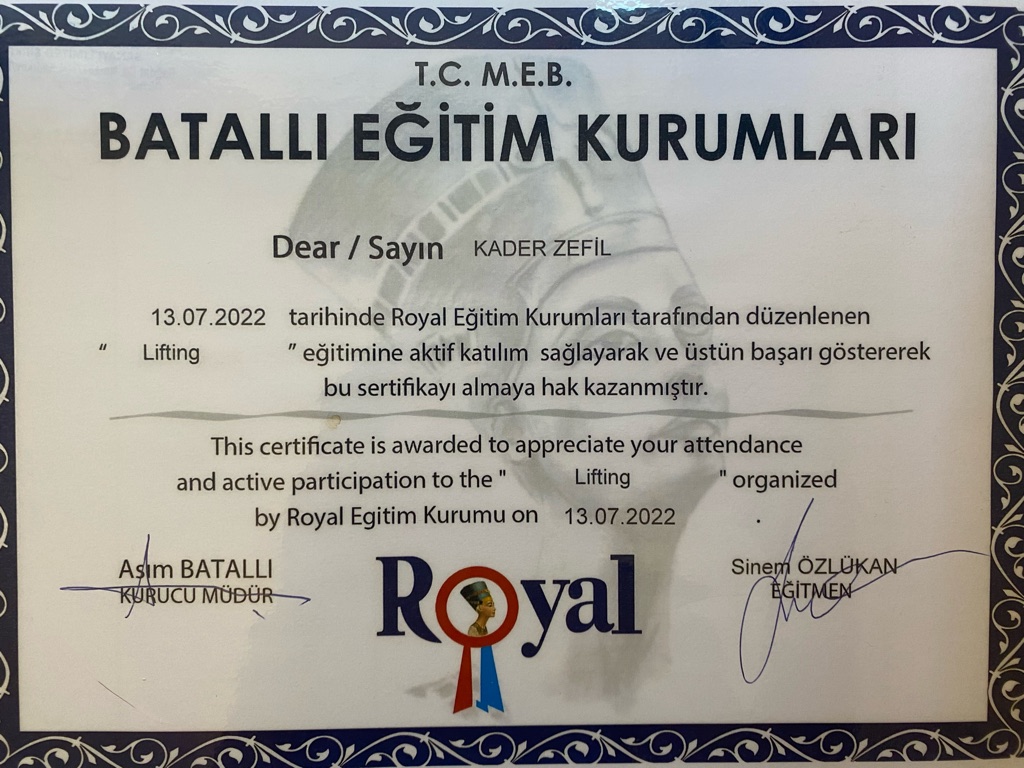 T.C. M.E.B.
BATALLI EĞİTİM KURUMLARI
Dear / Sayın KADER ZEFİL
13.07.2022 tarihinde Royal Eğitim Kurumları tarafından düzenlenen
“ Lifting ” eğitimine aktif katılım sağlayarak ve üstün başarı göstererek
bu sertifikayı almaya hak kazanmıştır.
This certificate is awarded to appreciate your attendance
and active participation to the " Lifting " organized
by Royal Egitim Kurumu on 13.07.2022 .
Asım BATALLI
KURUCU MÜDÜR
Royal
Sinem ÖZLÜKAN
EĞİTMEN